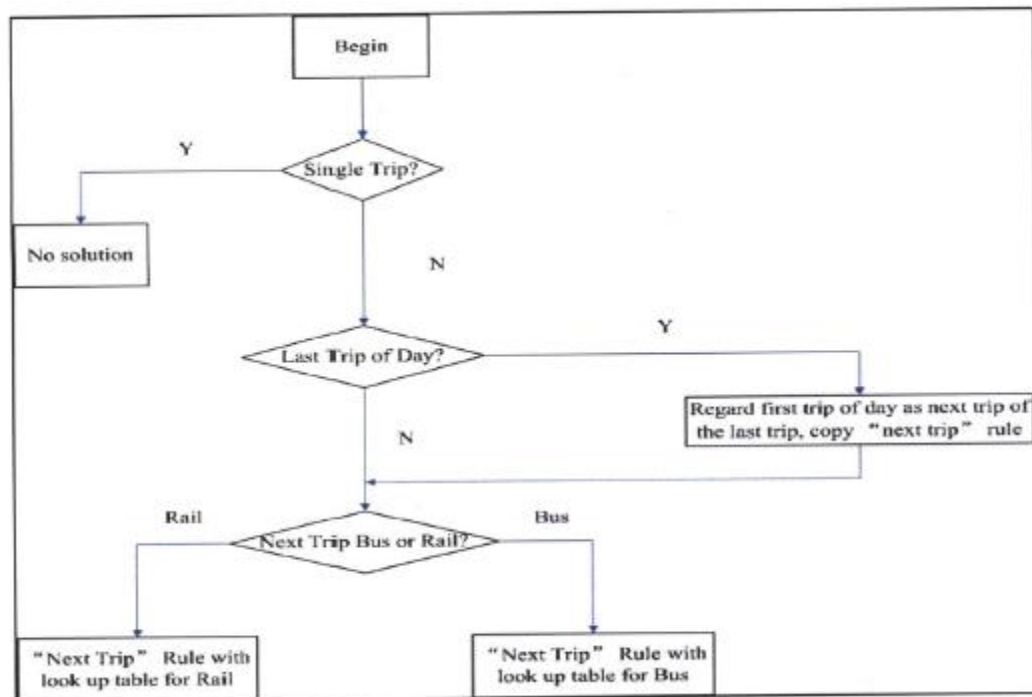 Begin
Y
Single Trip?
No solution
N
Last Trip of Day?
Y
Regard first trip of day as next trip of
the last trip, copy “next trip” rule
N
Rail
Bus
Next Trip Bus or Rail?
“Next Trip” Rule with
look up table for Rail
“Next Trip” Rule with
look up table for Bus